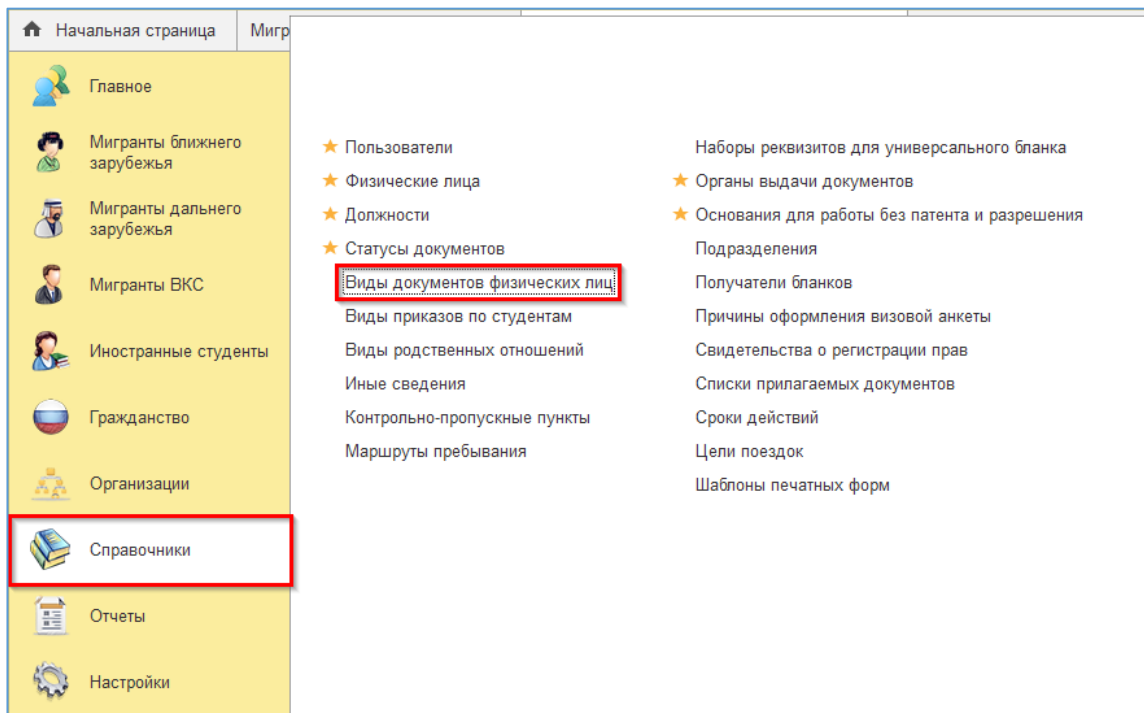 Начальная страница
Мигр
Главное
Мигранты ближнего
зарубежья
Мигранты дальнего
зарубежья
Мигранты ВКС
Иностранные студенты
Гражданство
Организации
Справочники
Отчеты
Настройки
Пользователи
Физические лица
Должности
Статусы документов
Виды документов физических лиц
Виды приказов по студентам
Виды родственных отношений
Иные сведения
Контрольно-пропускные пункты
Маршруты пребывания
Наборы реквизитов для универсального бланка
Органы выдачи документов
Основания для работы без патента и разрешения
Подразделения
Получатели бланков
Причины оформления визовой анкеты
Свидетельства о регистрации прав
Списки прилагаемых документов
Сроки действий
Цели поездок
Шаблоны печатных форм